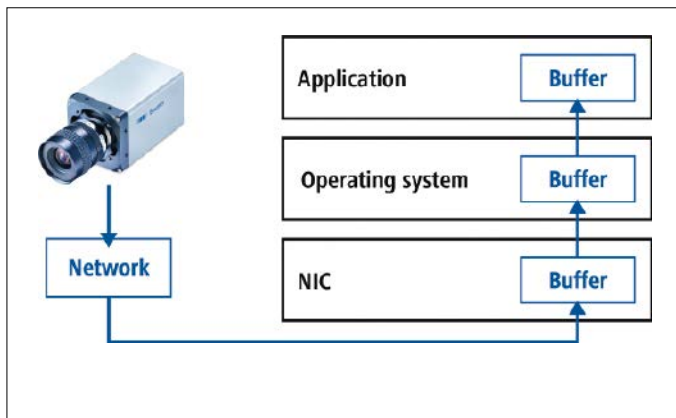 Application
Buffer
Operating system
Buffer
Network
NIC
Buffer